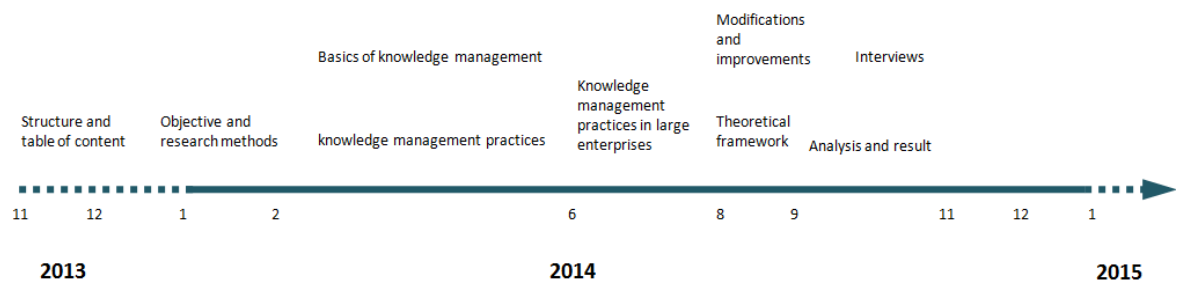 Modifications
and
improvements
Basics of knowledge management
Interviews
Knowledge
management
practices in large
enterprises
Structure and
table of content
Objective and
research methods
knowledge management practices
Theoretical
framework
Analysis and result
11 12 1 2 6 8 9 11 12 1
2013 2014 2015